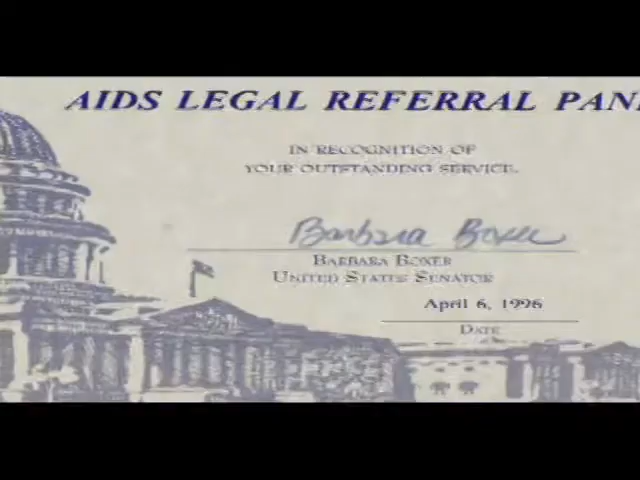 AIDS LEGAL REFERRAL PAN
IN RECOGNITION OF
YOUR OUTSTANDING SERVICE.
Barbara Boxer
BARBARA BOXER
UNITED STATES SENATOR
April 6, 1996
DATE